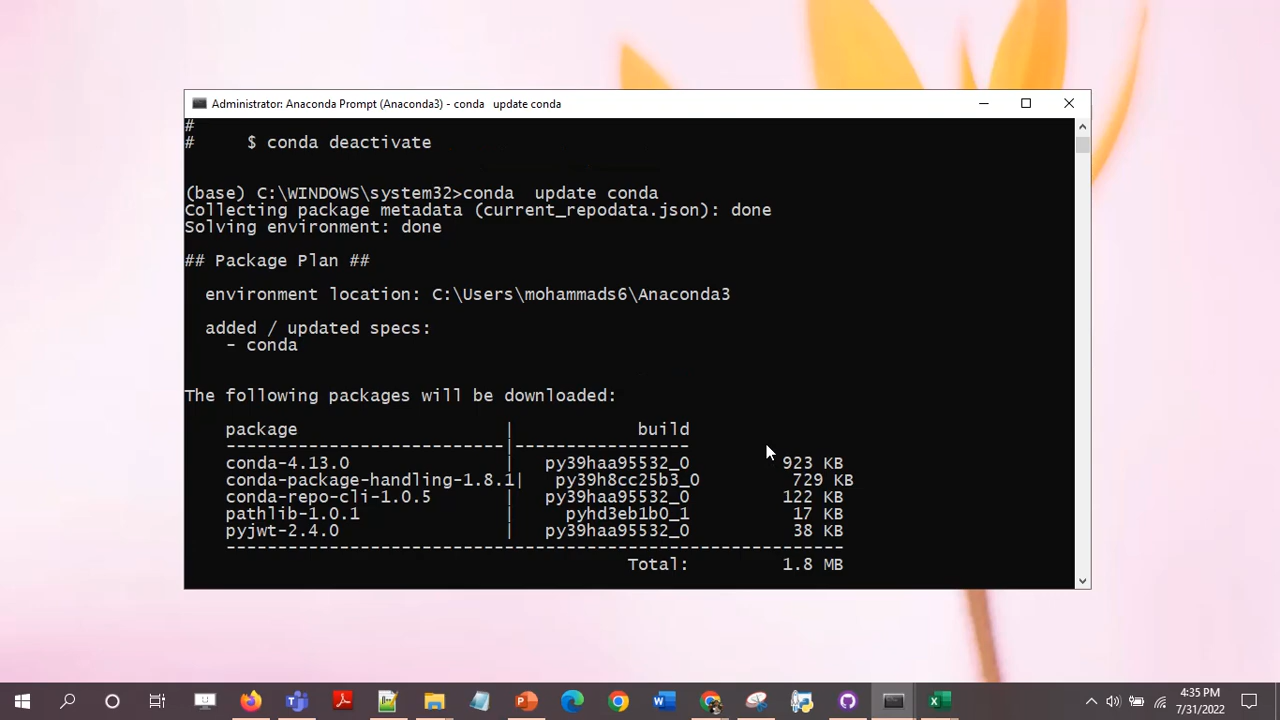 Administrator: Anaconda Prompt (Anaconda3) - conda  update conda
#
#     $ conda deactivate
(base) C:\WINDOWS\system32>conda  update conda
Collecting package metadata (current_repodata.json): done
Solving environment: done
## Package Plan ##
  environment location: C:\Users\mohammads6\Anaconda3
  added / updated specs:
    - conda
The following packages will be downloaded:
    package                    |            build
    ---------------------------|-----------------
    conda-4.13.0               |   py39haa95532_0         923 KB
    conda-package-handling-1.8.1|   py39h8cc25b3_0         729 KB
    conda-repo-cli-1.0.5       |   py39haa95532_0         122 KB
    pathlib-1.0.1              |     pyhd3eb1b0_1          17 KB
    pyjwt-2.4.0                |   py39haa95532_0          38 KB
    ------------------------------------------------------------
                                           Total:         1.8 MB
4:35 PM
7/31/2022